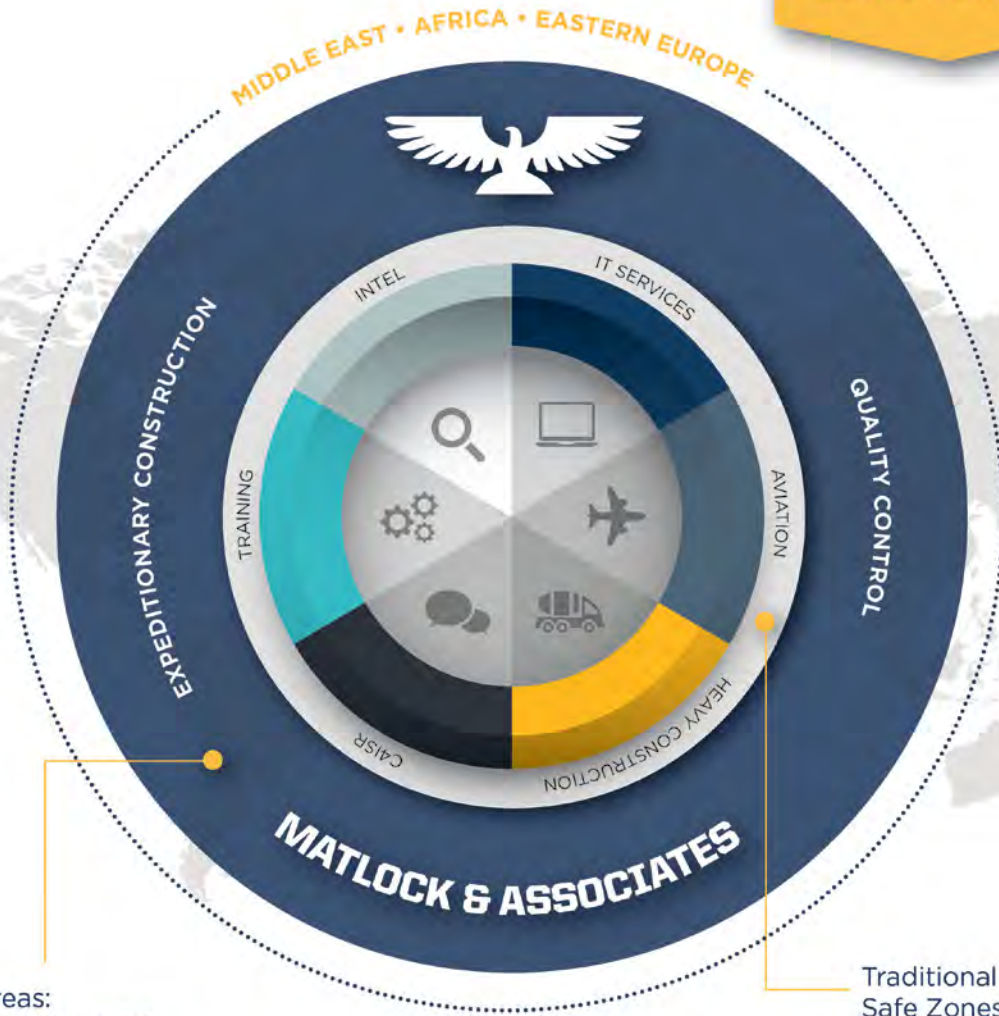 MIDDLE EAST • AFRICA • EASTERN EUROPE
EXPEDITIONARY CONSTRUCTION
QUALITY CONTROL
INTEL
IT SERVICES
TRAINING
AVIATION
C4ISR
HEAVY CONSTRUCTION
MATLOCK & ASSOCIATES
Traditional
Safe Zones